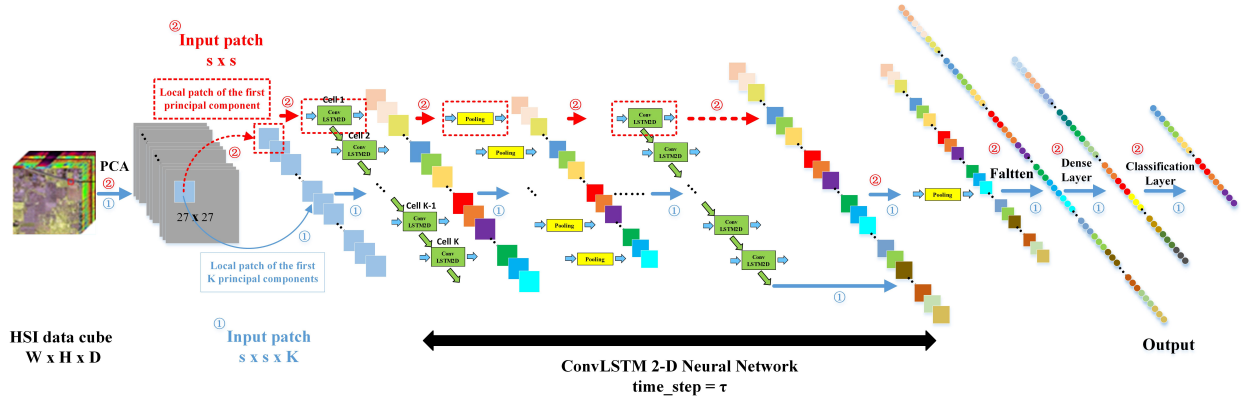 ②
Input patch
s x s
Local patch of the first
principal component
②
②
PCA
②
①
27 x 27
①
Local patch of the first
K principal components
①
Input patch
s x s x K
HSI data cube
W x H x D
Cell 1
Conv
LSTM2D
Cell 2
Conv
LSTM2D
①
Cell K-1
Conv
LSTM2D
Cell K
Conv
LSTM2D
②
①
Pooling
Pooling
Pooling
Pooling
②
①
Conv
LSTM2D
Conv
LSTM2D
Conv
LSTM2D
Conv
LSTM2D
②
①
②
①
Pooling
②
Faltten
①
②
Dense
Layer
①
②
Classification
Layer
①
Output
ConvLSTM 2-D Neural Network
time_step = τ